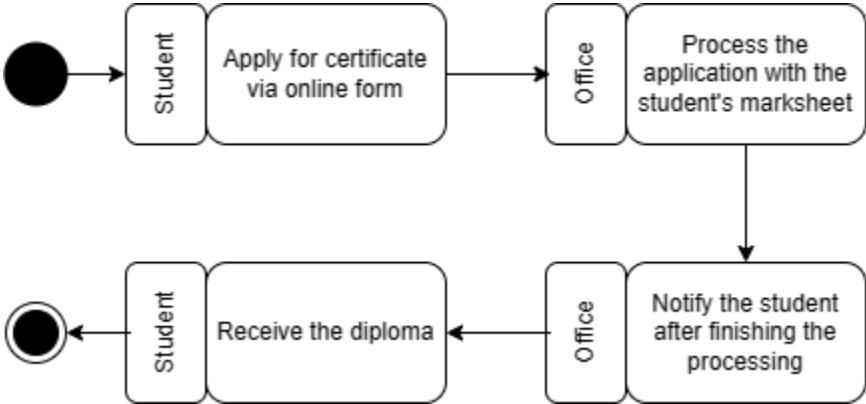 Student
Apply for certificate
via online form
Office
Process the
application with the
student's marksheet
Office
Notify the student
after finishing the
processing
Student
Receive the diploma